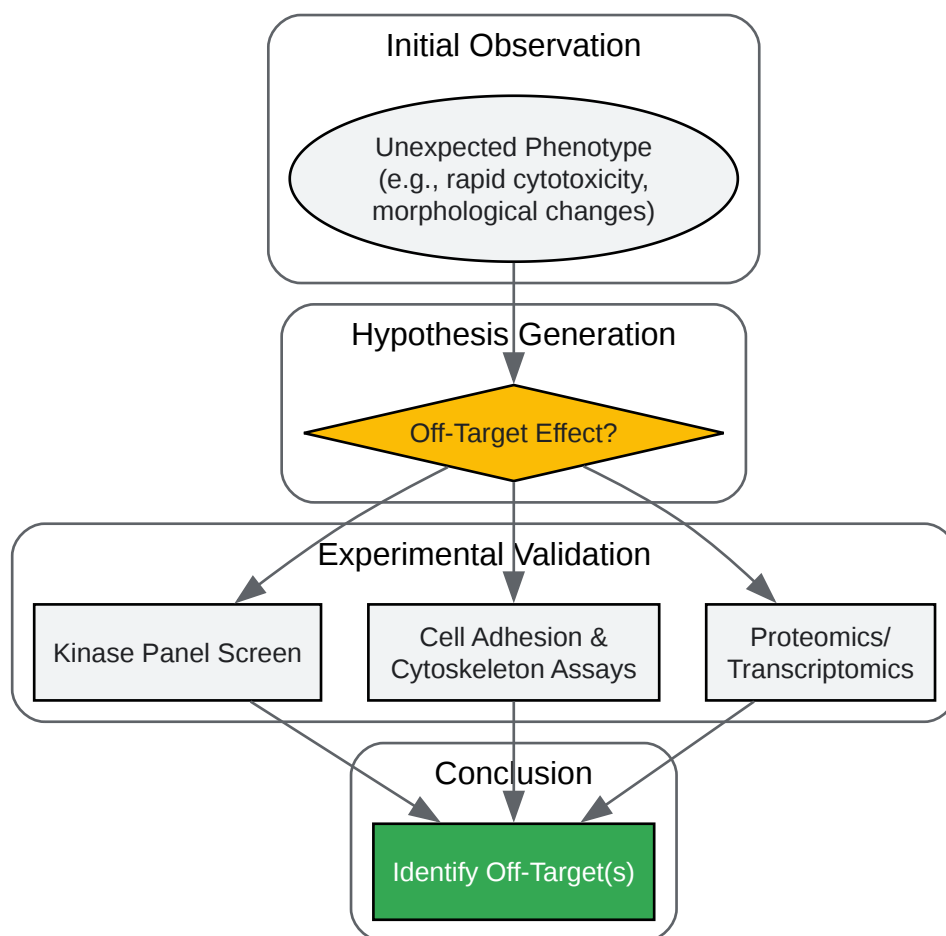 Initial Observation
Unexpected Phenotype
(e.g., rapid cytotoxicity,
morphological changes)
Hypothesis Generation
Off-Target Effect?
Experimental Validation
Kinase Panel Screen
Cell Adhesion &
Cytoskeleton Assays
Proteomics/
Transcriptomics
Conclusion
Identify Off-Target(s)